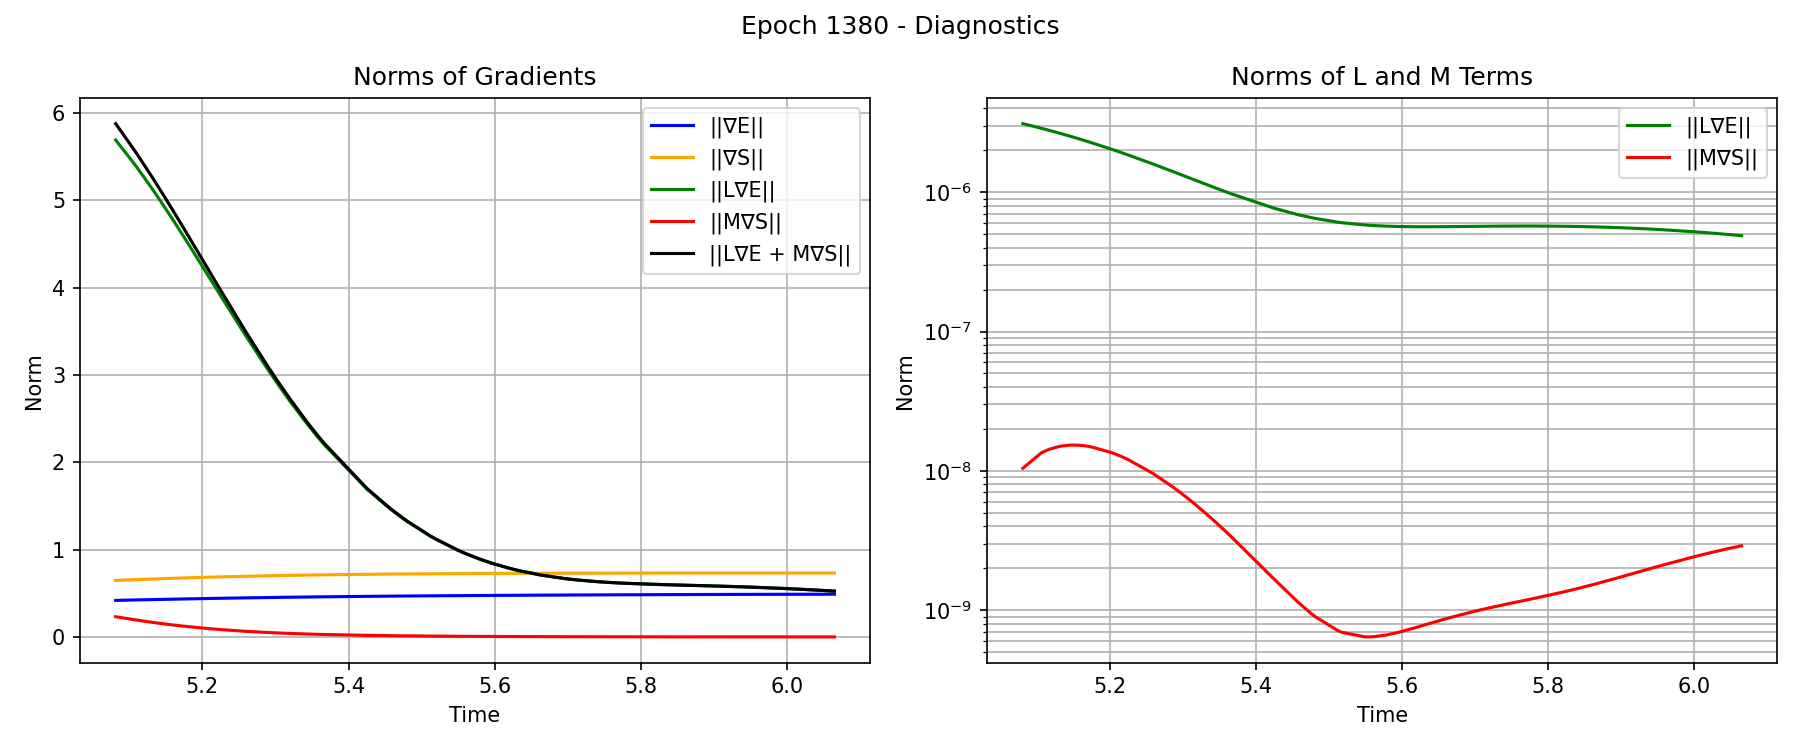 Epoch 1380 - Diagnostics
Norms of Gradients
Norm
6
5
4
3
2
1
0
5.2 5.4 5.6 5.8 6.0
Time
||∇E||
||∇S||
||L∇E||
||M∇S||
||L∇E + M∇S||
Norms of L and M Terms
Norm
10⁻⁶
10⁻⁷
10⁻⁸
10⁻⁹
5.2 5.4 5.6 5.8 6.0
Time
||L∇E||
||M∇S||